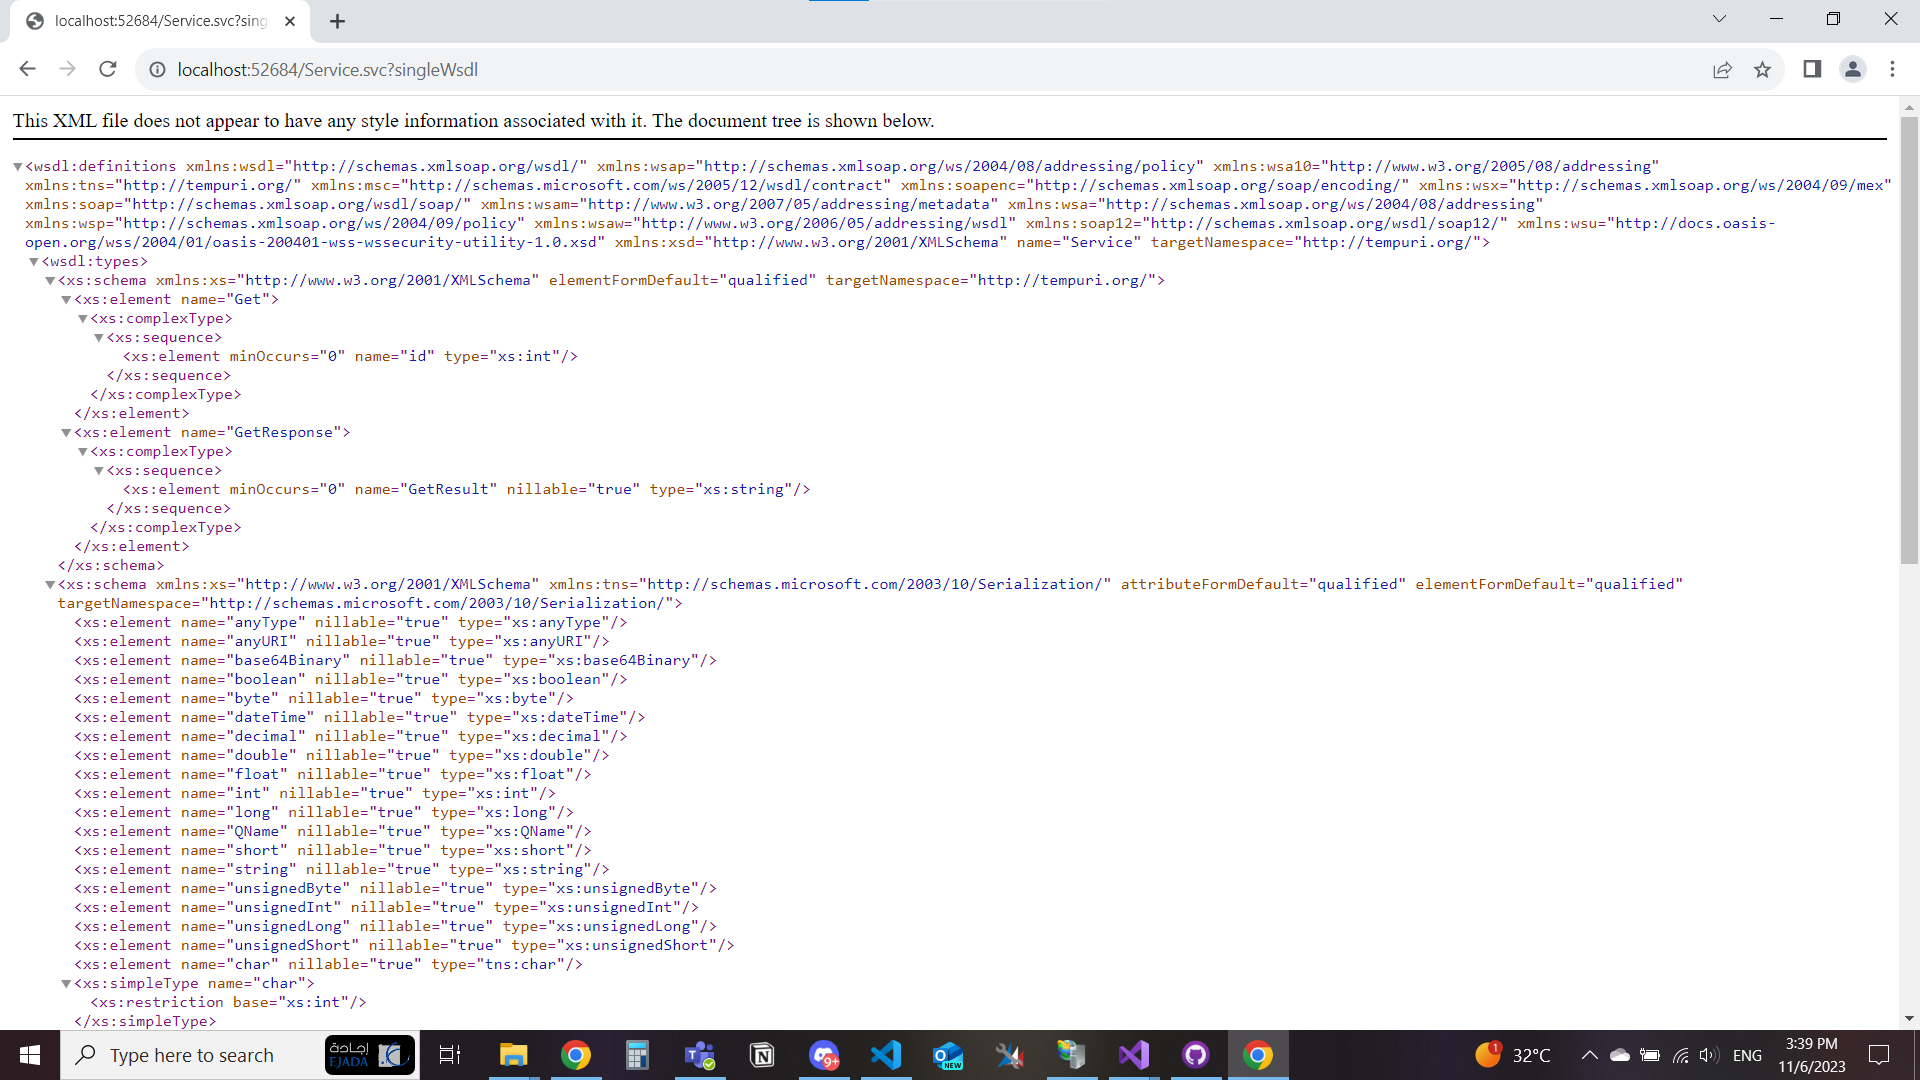 localhost:52684/Service.svc?sing
localhost:52684/Service.svc?singleWsdl
This XML file does not appear to have any style information associated with it. The document tree is shown below.
<wsdl:definitions xmlns:wsdl="http://schemas.xmlsoap.org/wsdl/" xmlns:wsap="http://schemas.xmlsoap.org/ws/2004/08/addressing/policy" xmlns:wsa10="http://www.w3.org/2005/08/addressing"
xmlns:tns="http://tempuri.org/" xmlns:msc="http://schemas.microsoft.com/ws/2005/12/wsdl/contract" xmlns:soapenc="http://schemas.xmlsoap.org/soap/encoding/" xmlns:wsx="http://schemas.xmlsoap.org/ws/2004/09/mex"
xmlns:soap="http://schemas.xmlsoap.org/wsdl/soap/" xmlns:wsam="http://www.w3.org/2007/05/addressing/metadata" xmlns:wsa="http://schemas.xmlsoap.org/ws/2004/08/addressing"
xmlns:wsp="http://schemas.xmlsoap.org/ws/2004/09/policy" xmlns:wsaw="http://www.w3.org/2006/05/addressing/wsdl" xmlns:soap12="http://schemas.xmlsoap.org/wsdl/soap12/" xmlns:wsu="http://docs.oasis-
open.org/wss/2004/01/oasis-200401-wss-wssecurity-utility-1.0.xsd" xmlns:xsd="http://www.w3.org/2001/XMLSchema" name="Service" targetNamespace="http://tempuri.org/">
<wsdl:types>
<xs:schema xmlns:xs="http://www.w3.org/2001/XMLSchema" elementFormDefault="qualified" targetNamespace="http://tempuri.org/">
<xs:element name="Get">
<xs:complexType>
<xs:sequence>
<xs:element minOccurs="0" name="id" type="xs:int"/>
</xs:sequence>
</xs:complexType>
</xs:element>
<xs:element name="GetResponse">
<xs:complexType>
<xs:sequence>
<xs:element minOccurs="0" name="GetResult" nillable="true" type="xs:string"/>
</xs:sequence>
</xs:complexType>
</xs:element>
</xs:schema>
<xs:schema xmlns:xs="http://www.w3.org/2001/XMLSchema" xmlns:tns="http://schemas.microsoft.com/2003/10/Serialization/" attributeFormDefault="qualified" elementFormDefault="qualified"
targetNamespace="http://schemas.microsoft.com/2003/10/Serialization/">
<xs:element name="anyType" nillable="true" type="xs:anyType"/>
<xs:element name="anyURI" nillable="true" type="xs:anyURI"/>
<xs:element name="base64Binary" nillable="true" type="xs:base64Binary"/>
<xs:element name="boolean" nillable="true" type="xs:boolean"/>
<xs:element name="byte" nillable="true" type="xs:byte"/>
<xs:element name="dateTime" nillable="true" type="xs:dateTime"/>
<xs:element name="decimal" nillable="true" type="xs:decimal"/>
<xs:element name="double" nillable="true" type="xs:double"/>
<xs:element name="float" nillable="true" type="xs:float"/>
<xs:element name="int" nillable="true" type="xs:int"/>
<xs:element name="long" nillable="true" type="xs:long"/>
<xs:element name="QName" nillable="true" type="xs:QName"/>
<xs:element name="short" nillable="true" type="xs:short"/>
<xs:element name="string" nillable="true" type="xs:string"/>
<xs:element name="unsignedByte" nillable="true" type="xs:unsignedByte"/>
<xs:element name="unsignedInt" nillable="true" type="xs:unsignedInt"/>
<xs:element name="unsignedLong" nillable="true" type="xs:unsignedLong"/>
<xs:element name="unsignedShort" nillable="true" type="xs:unsignedShort"/>
<xs:element name="char" nillable="true" type="tns:char"/>
<xs:simpleType name="char">
<xs:restriction base="xs:int"/>
</xs:simpleType>
Type here to search
إجادة
EJADA
9+
NEW
1
32°C
ENG
3:39 PM
11/6/2023